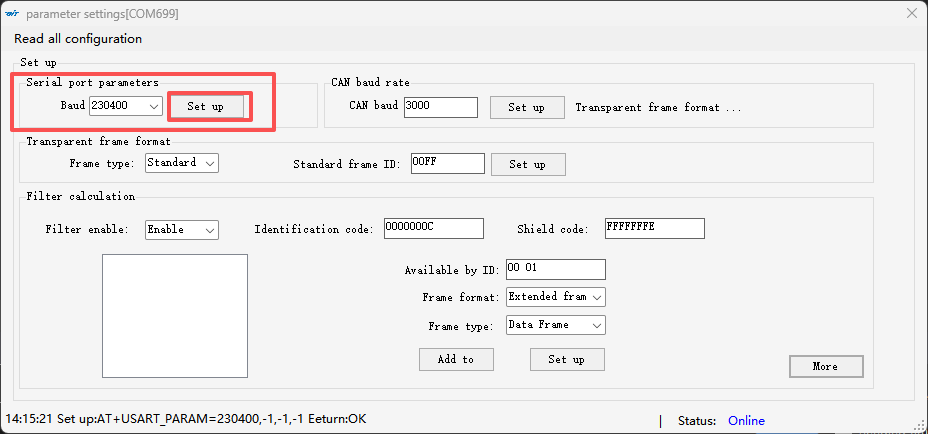 parameter settings[COM699]
Read all configuration
Set up
Serial port parameters
Baud 230400 Set up
CAN baud rate
CAN baud 3000 Set up Transparent frame format ...
Transparent frame format
Frame type: Standard Standard frame ID: 00FF Set up
Filter calculation
Filter enable: Enable Identification code: 0000000C Shield code: FFFFFFFE
Available by ID: 00 01
Frame format: Extended fram
Frame type: Data Frame
Add to Set up
More
14:15:21 Set up:AT+USART_PARAM=230400,-1,-1,-1 Eeturn:OK | Status: Online